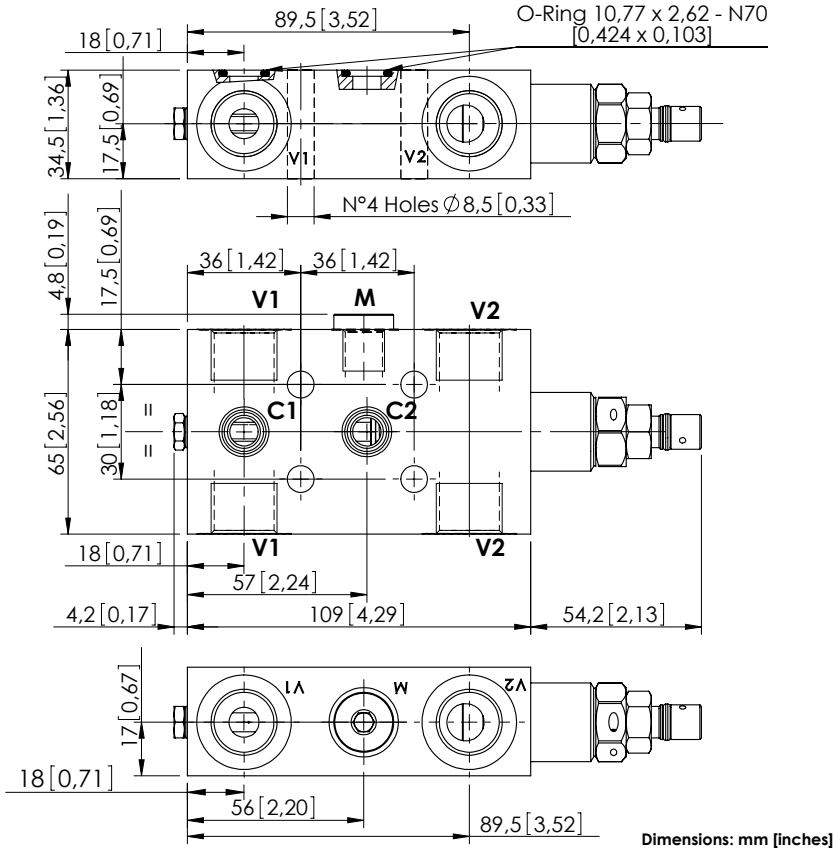 89,5[3,52]
O-Ring 10,77 x 2,62 - N70
[0,424 x 0,103]
18[0,71]
34,5[1,36]
17,5[0,69]
V1
V2
N°4 Holes Ø8,5[0,33]
4,8[0,19]
17,5[0,69]
36[1,42]
36[1,42]
V1
M
V2
C1
C2
65[2,56]
30[1,18]
=
=
V1
V2
18[0,71]
57[2,24]
4,2[0,17]
109[4,29]
54,2[2,13]
V1
M
V2
17[0,67]
18[0,71]
56[2,20]
89,5[3,52]
Dimensions: mm [inches]